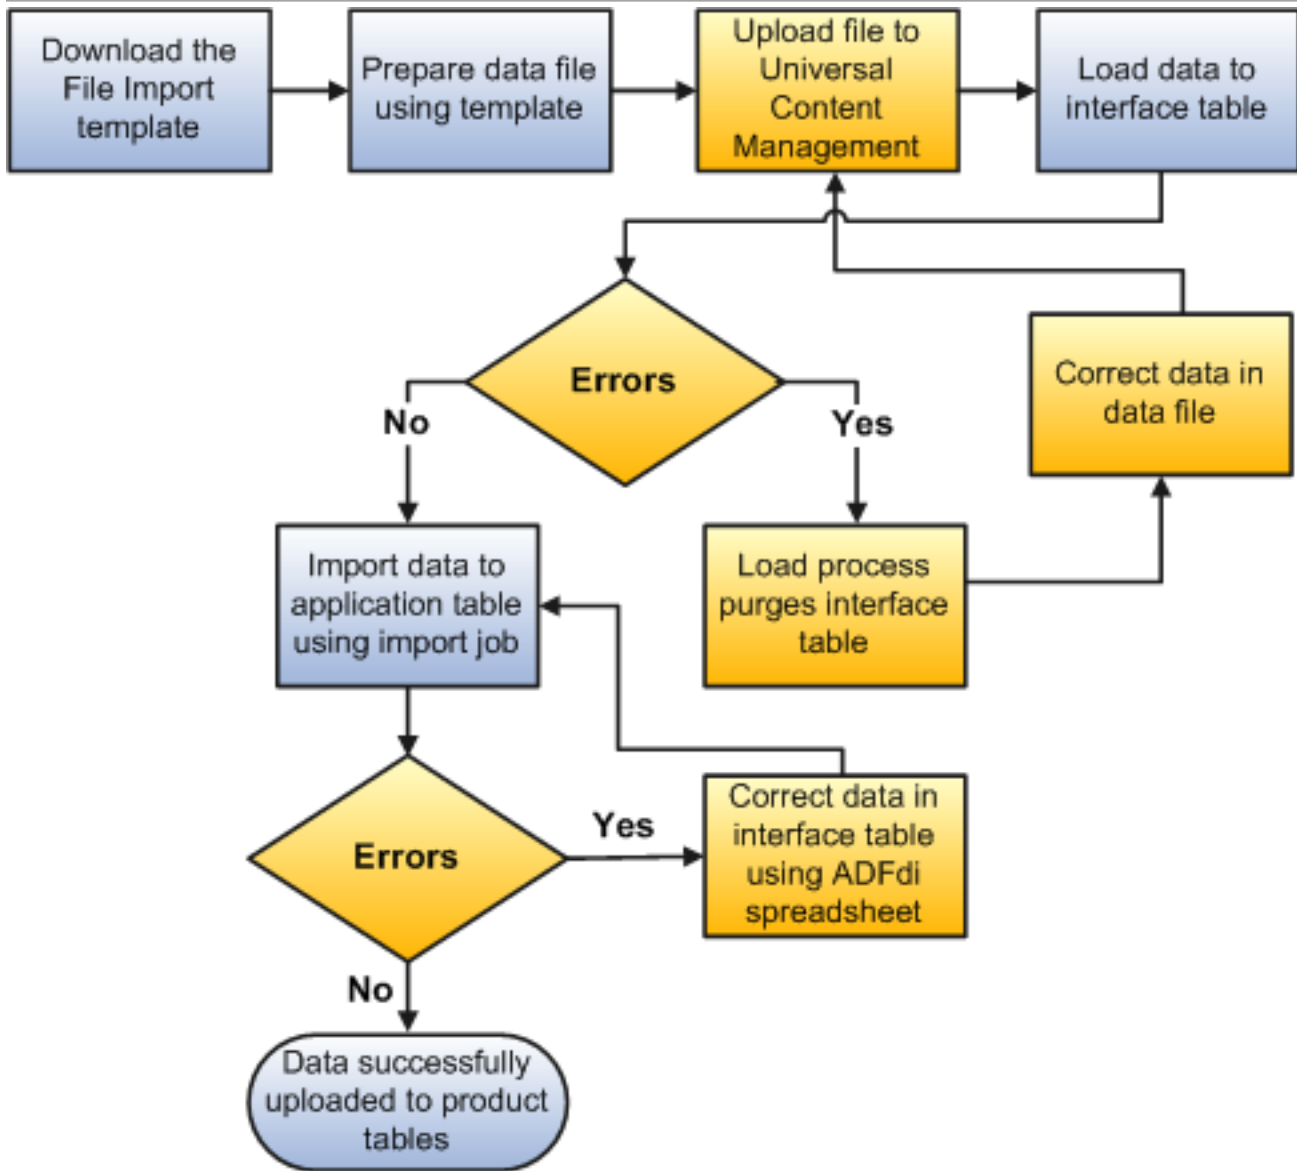 Download the
File Import
template
Prepare data file
using template
Upload file to
Universal
Content
Management
Load data to
interface table
Errors
No
Yes
Correct data in
data file
Import data to
application table
using import job
Load process
purges interface
table
Errors
Yes
Correct data in
interface table
using ADFdi
spreadsheet
No
Data successfully
uploaded to product
tables